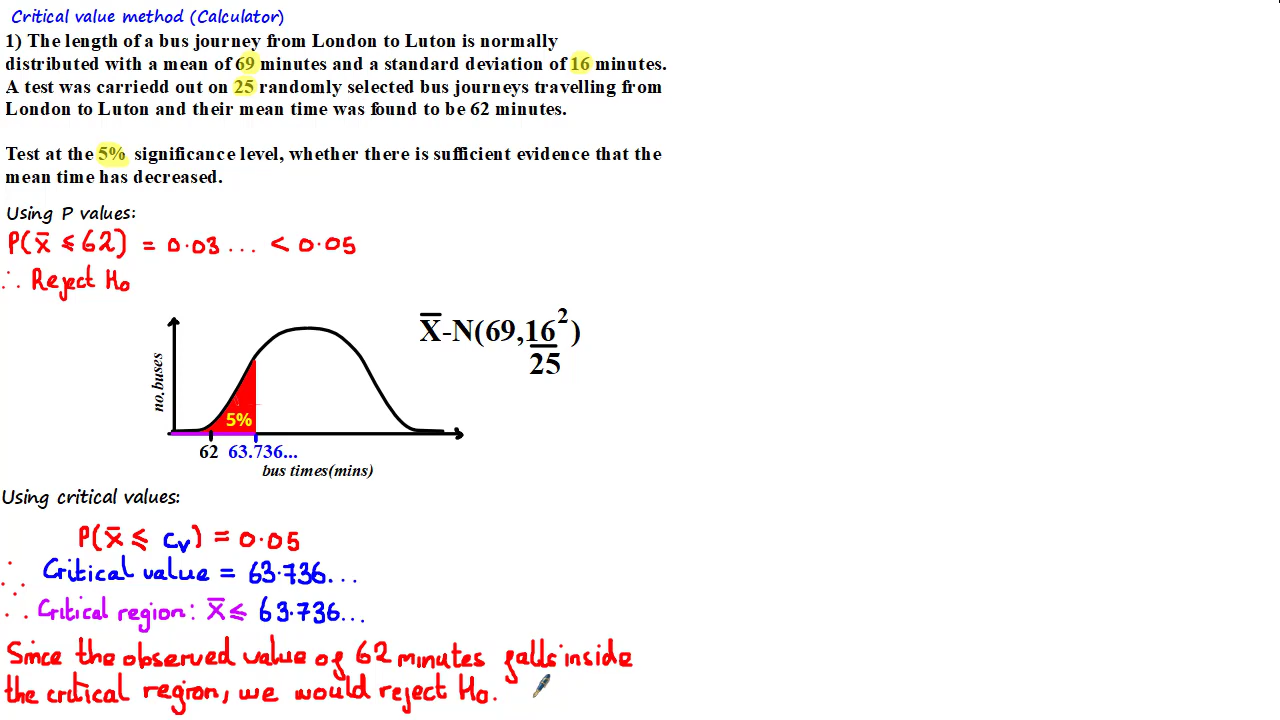 Critical value method (Calculator)
1) The length of a bus journey from London to Luton is normally
distributed with a mean of 69 minutes and a standard deviation of 16 minutes.
A test was carriedd out on 25 randomly selected bus journeys travelling from
London to Luton and their mean time was found to be 62 minutes.
Test at the 5% significance level, whether there is sufficient evidence that the
mean time has decreased.
Using P values:
P(x̄ ≤ 62) = 0.03... < 0.05
∴ Reject H₀
X̄-N(69,16²/25)
no,buses
5%
62 63.736...
bus times(mins)
Using critical values:
P(x̄ ≤ Cv) = 0.05
∴ Critical value = 63.736...
∴ Critical region: x̄ ≤ 63.736...
Since the observed value of 62 minutes falls inside
the critical region, we would reject H₀.